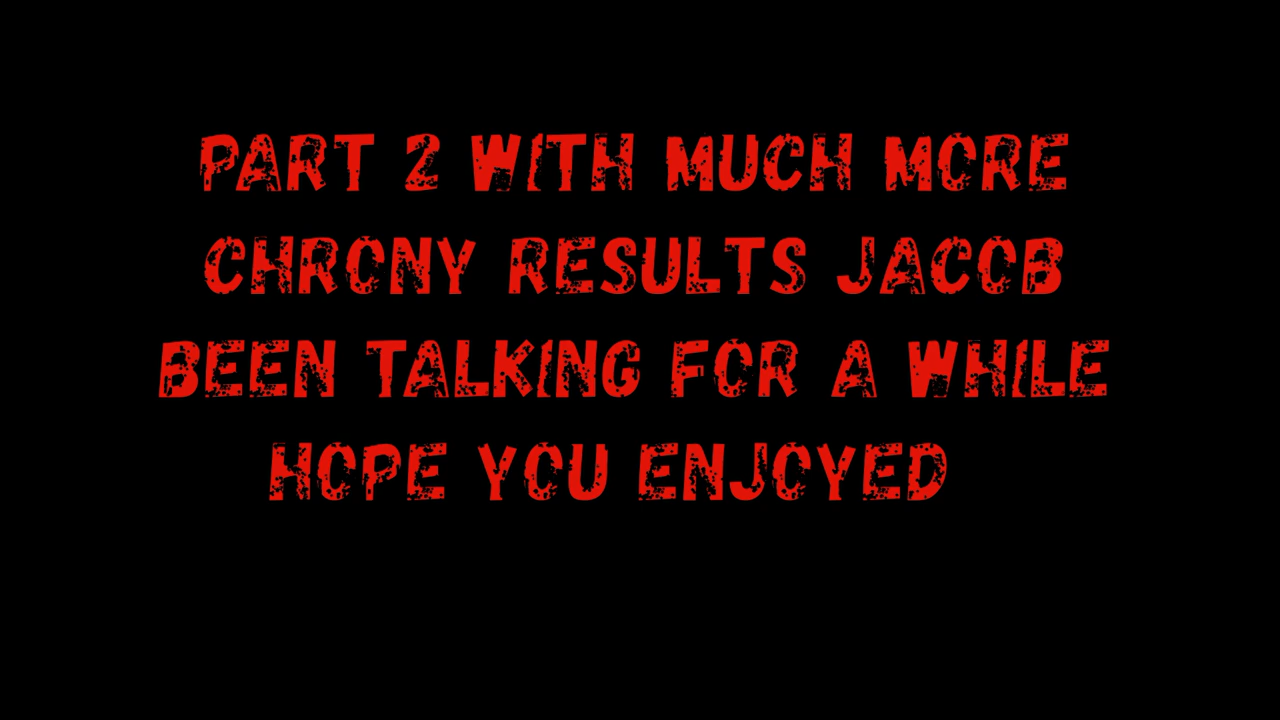 PART 2 WITH MUCH MORE
CHRONY RESULTS JACOB
BEEN TALKING FOR A WHILE
HOPE YOU ENJOYED